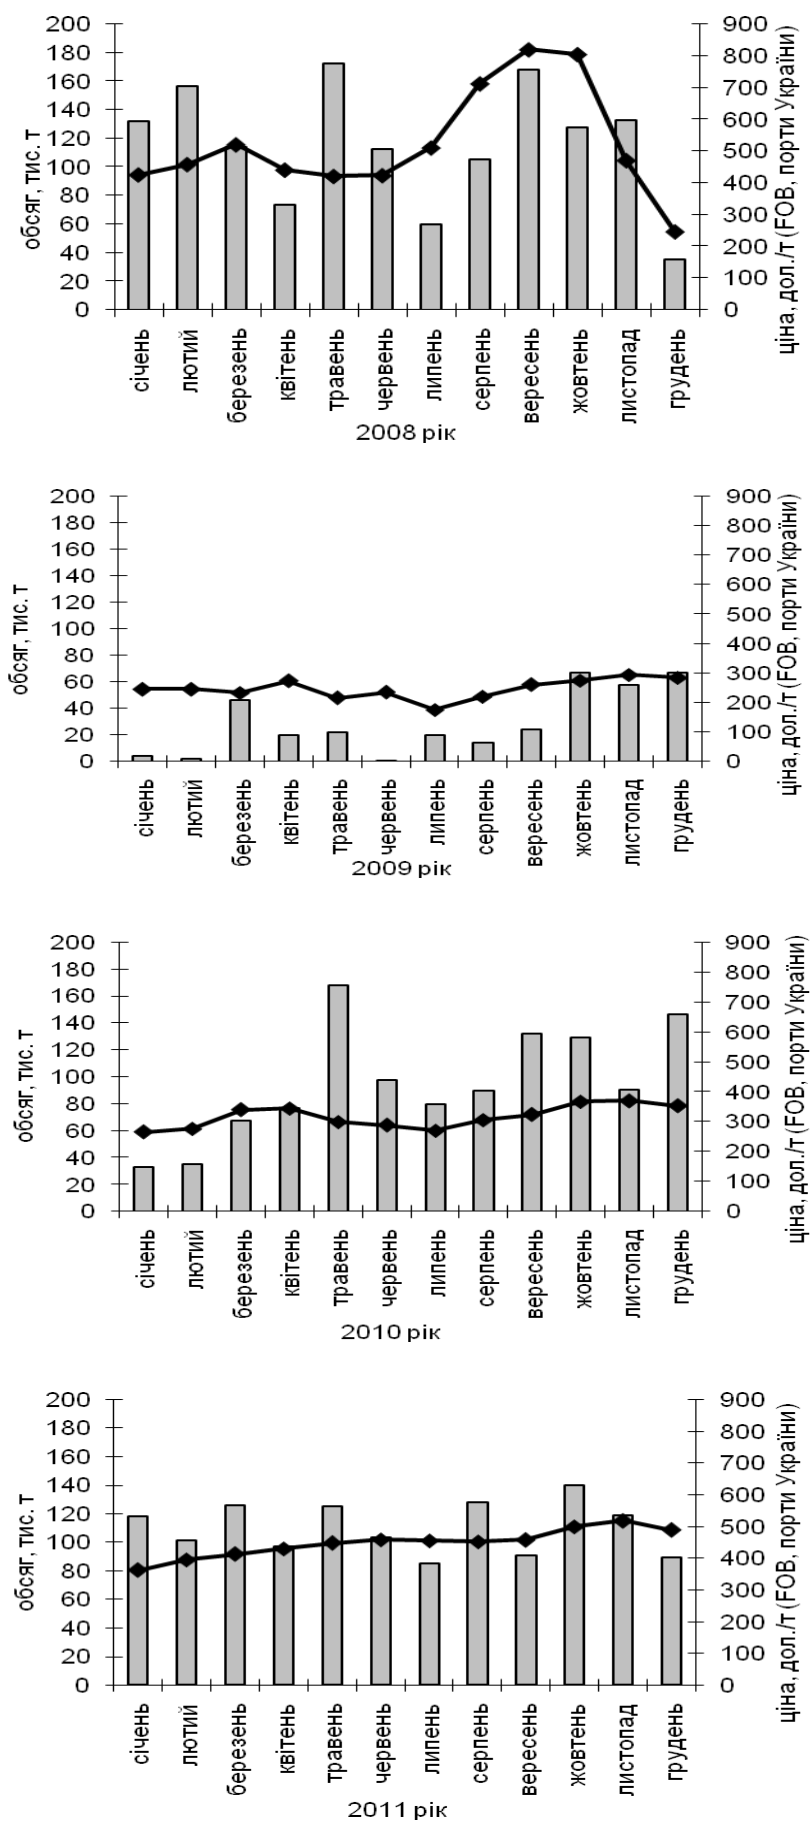 обсяг, тис. т
200
180
160
140
120
100
80
60
40
20
0
900
800
700
600
500
400
300
200
100
0
ціна, дол./т (FOB, порти України)
січень
лютий
березень
квітень
травень
червень
липень
серпень
вересень
жовтень
листопад
грудень
2008 рік
обсяг, тис. т
200
180
160
140
120
100
80
60
40
20
0
900
800
700
600
500
400
300
200
100
0
ціна, дол./т (FOB, порти України)
січень
лютий
березень
квітень
травень
червень
липень
серпень
вересень
жовтень
листопад
грудень
2009 рік
обсяг, тис. т
200
180
160
140
120
100
80
60
40
20
0
900
800
700
600
500
400
300
200
100
0
ціна, дол./т (FOB, порти України)
січень
лютий
березень
квітень
травень
червень
липень
серпень
вересень
жовтень
листопад
грудень
2010 рік
обсяг, тис. т
200
180
160
140
120
100
80
60
40
20
0
900
800
700
600
500
400
300
200
100
0
ціна, дол./т (FOB, порти України)
січень
лютий
березень
квітень
травень
червень
липень
серпень
вересень
жовтень
листопад
грудень
2011 рік